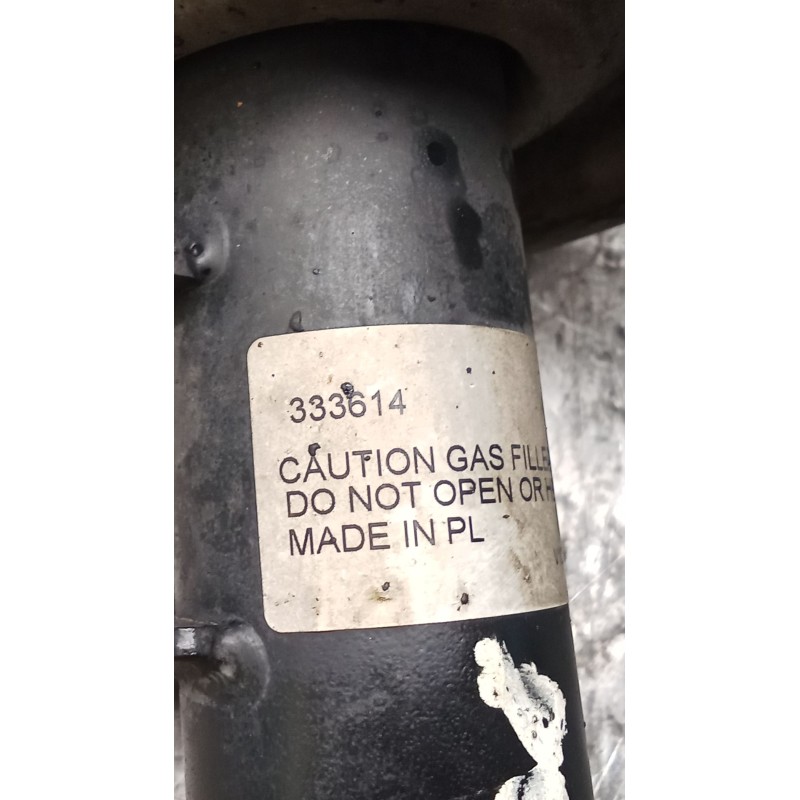 333614
CAUTION GAS FILLE
DO NOT OPEN OR H
MADE IN PL